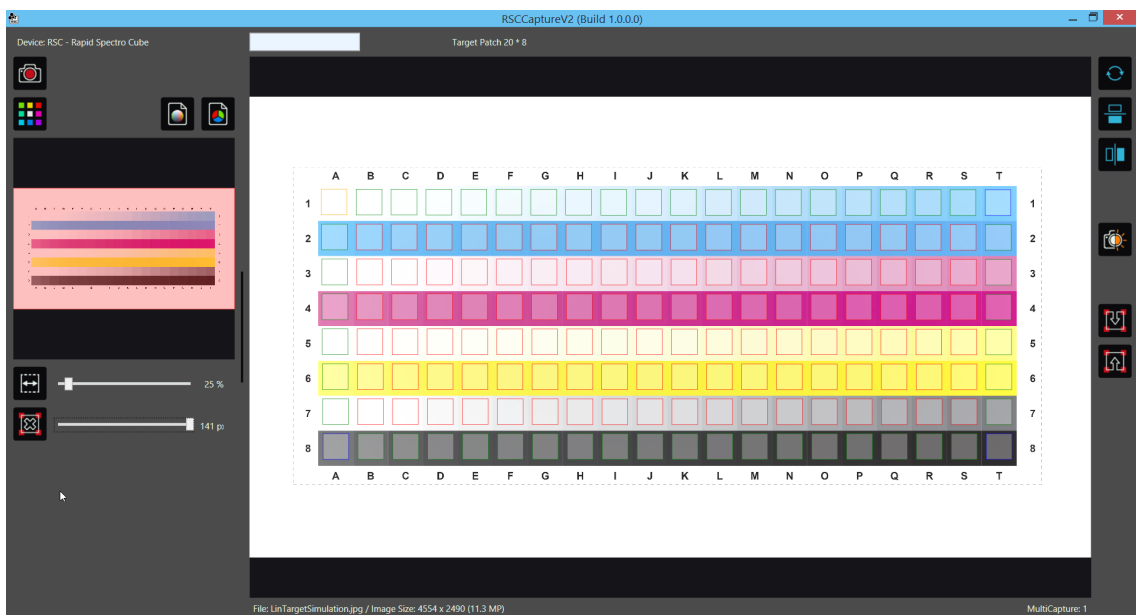 RSCCaptureV2 (Build 1.0.0.0)
Device: RSC - Rapid Spectro Cube
Target Patch 20 * 8
A B C D E F G H I J K L M N O P Q R S T
1 1
2 2
3 3
4 4
5 5
6 6
7 7
8 8
A B C D E F G H I J K L M N O P Q R S T
25 %
141 p
File: LinTargetSimulation.jpg / Image Size: 4554 x 2490 (11.3 MP)
MultiCapture: 1